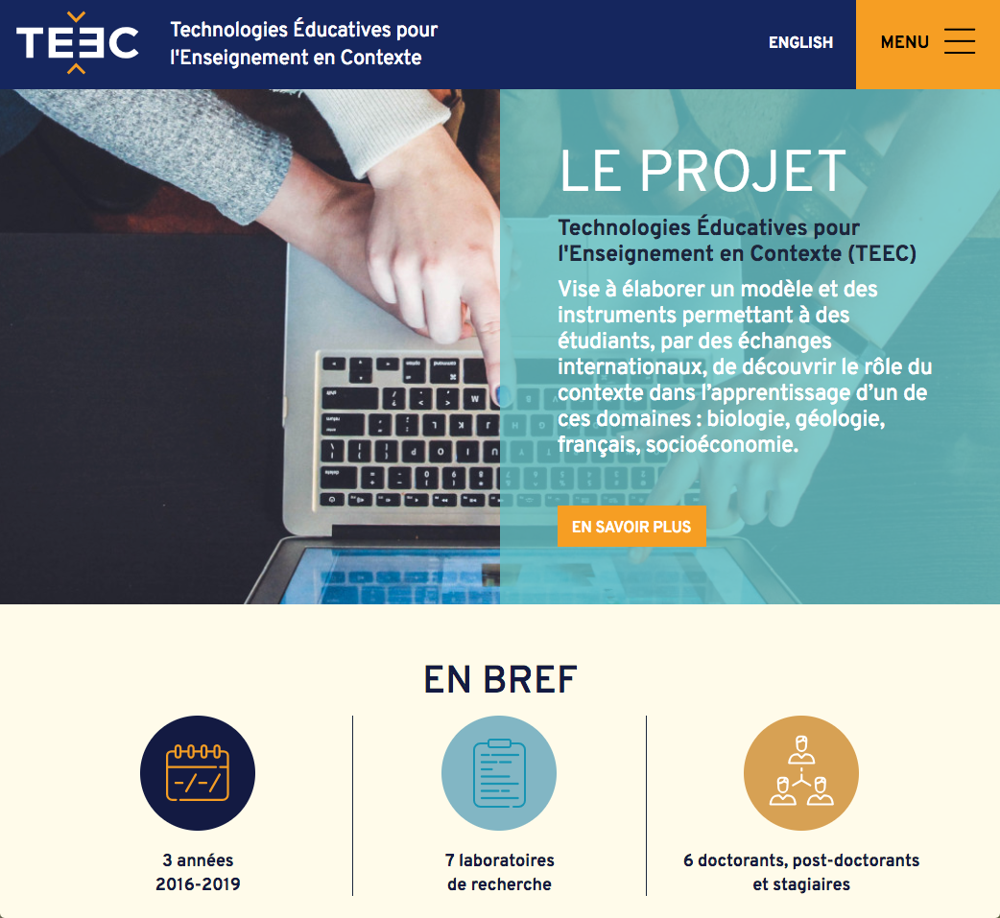 TEEC
Technologies Éducatives pour
l'Enseignement en Contexte
ENGLISH
MENU
LE PROJET
Technologies Éducatives pour
l'Enseignement en Contexte (TEEC)
Vise à élaborer un modèle et des
instruments permettant à des
étudiants, par des échanges
internationaux, de découvrir le rôle du
contexte dans l’apprentissage d’un de
ces domaines : biologie, géologie,
français, socioéconomie.
EN SAVOIR PLUS
EN BREF
3 années
2016-2019
7 laboratoires
de recherche
6 doctorants, post-doctorants
et stagiaires